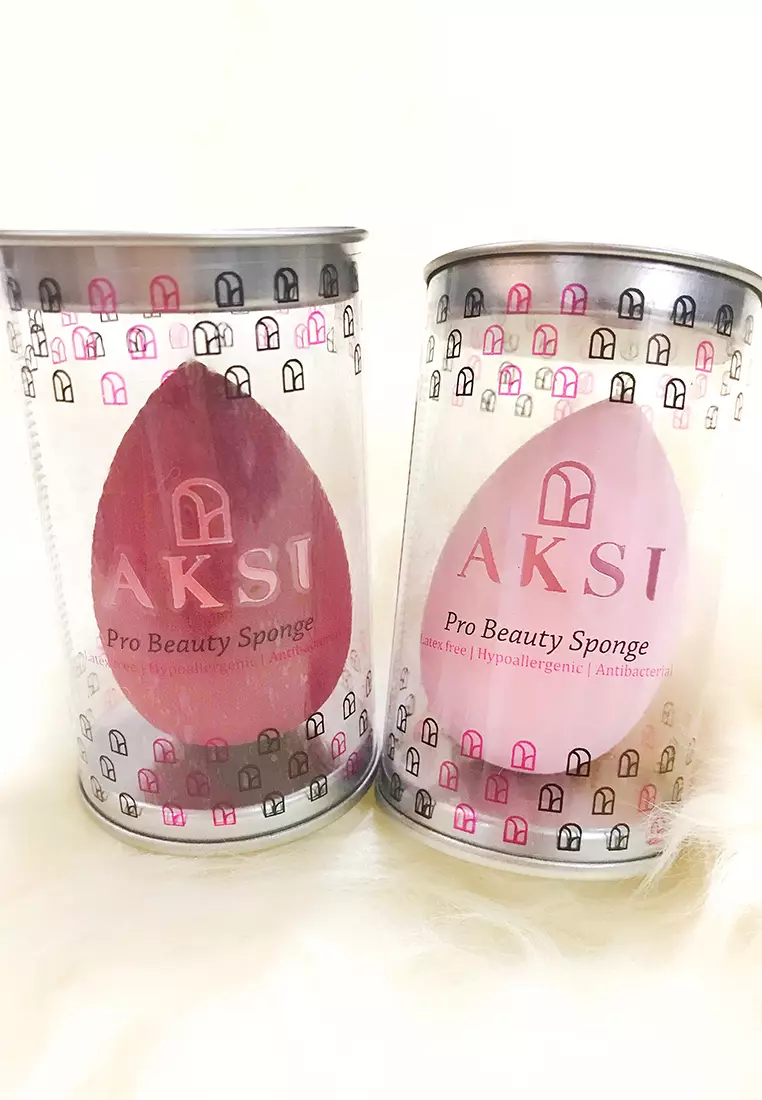 AKSI
Pro Beauty Sponge
Latex free | Hypoallergenic | Antibacterial
AKSI
Pro Beauty Sponge
Latex free | Hypoallergenic | Antibacterial